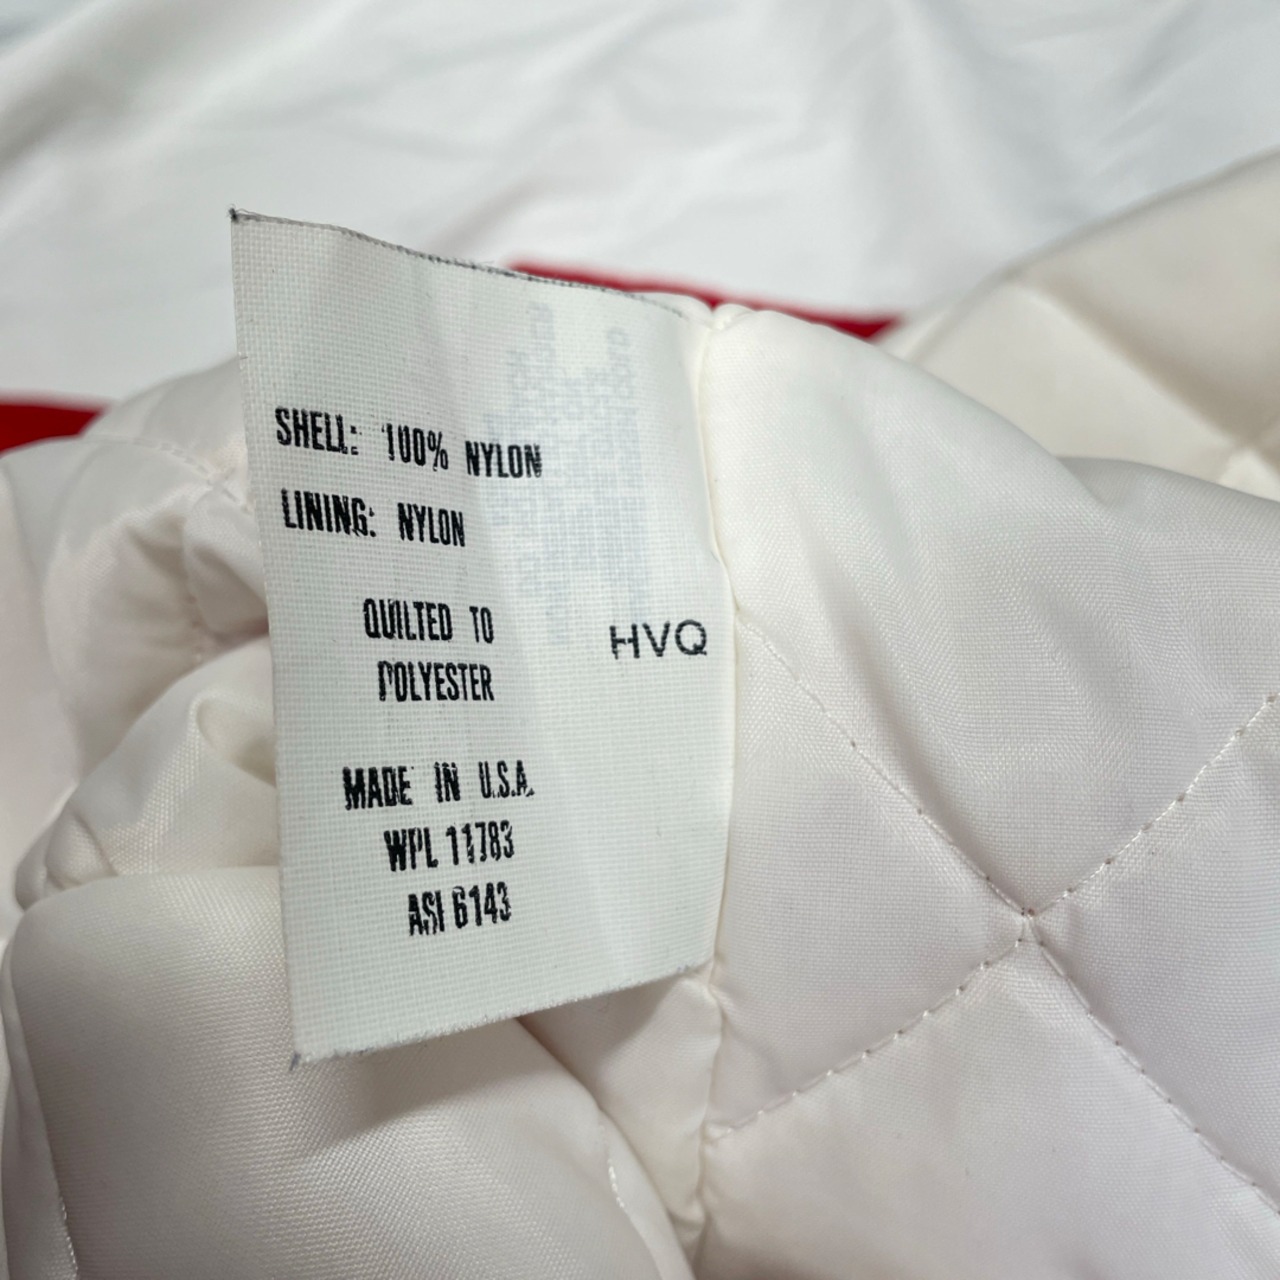 SHELL: 100% NYLON
LINING: NYLON
QUILTED TO
POLYESTER
HVQ
MADE IN U.S.A.
WPL 11783
ASI 6143